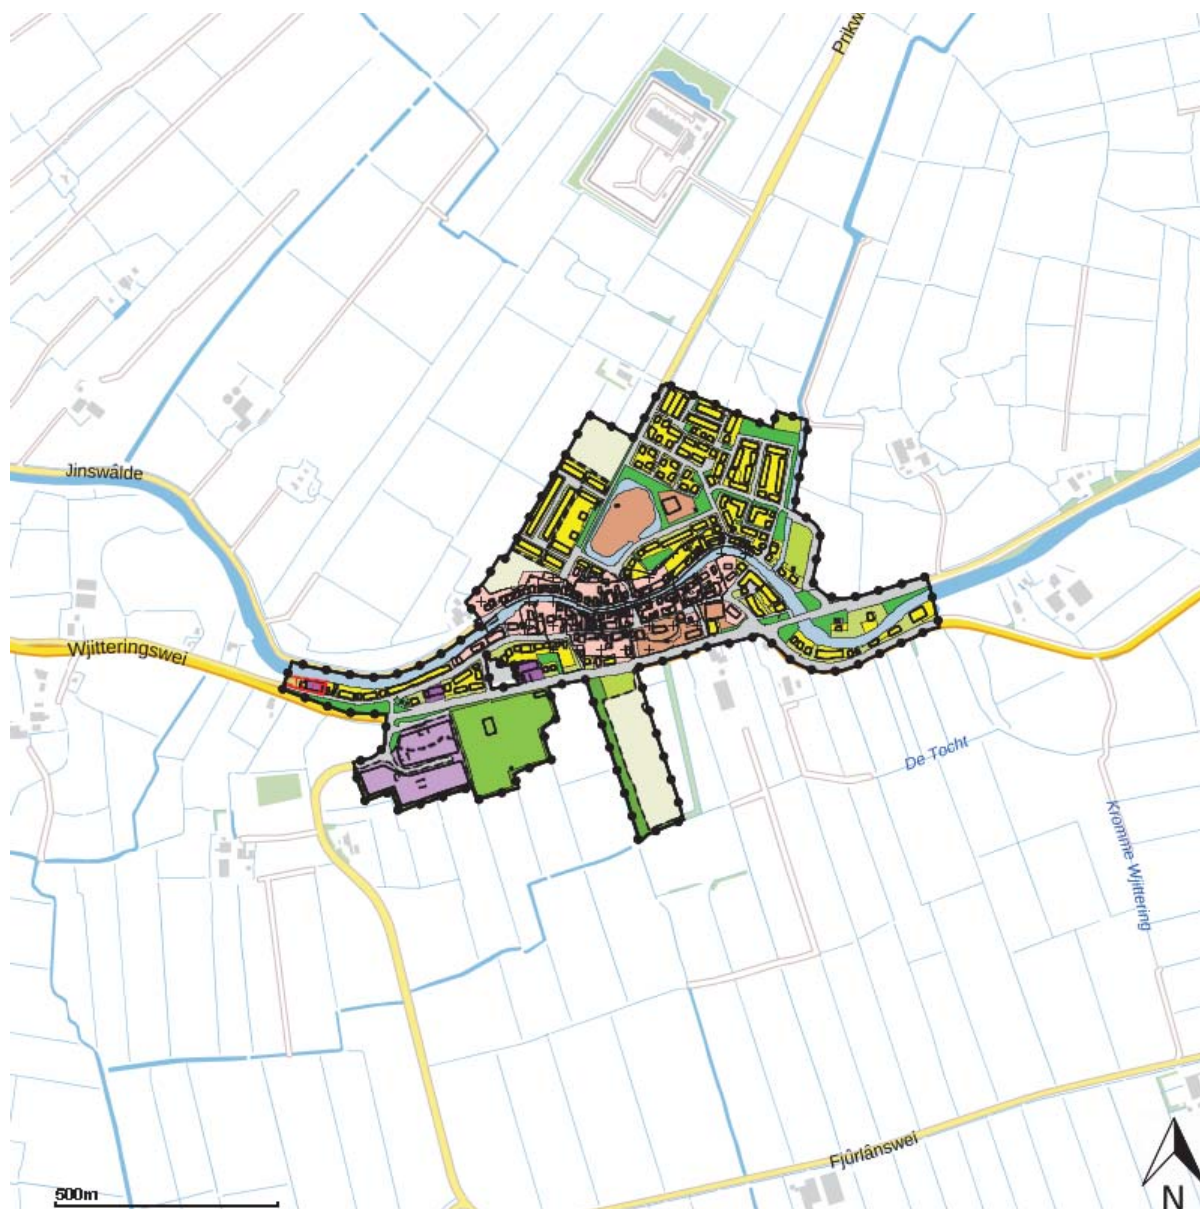 Prikw
Jinswâlde
Wjitteringswei
De Tocht
Kromme Wjittering
Fjûrlânswei
500m
N